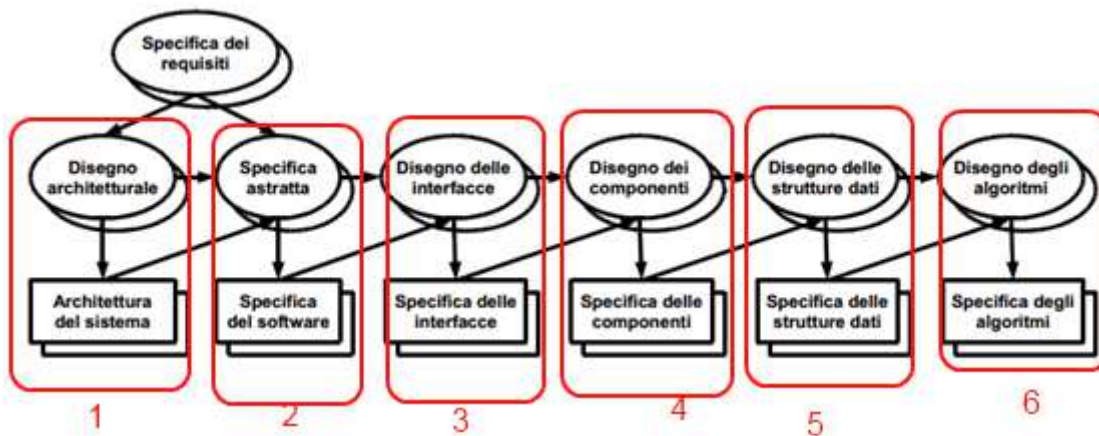 Specifica dei
requisiti
Disegno
architetturale
Specifica
astratta
Disegno delle
interfacce
Disegno dei
componenti
Disegno delle
strutture dati
Disegno degli
algoritmi
Architettura
del sistema
Specifica
del software
Specifica delle
interfacce
Specifica delle
componenti
Specifica delle
strutture dati
Specifica degli
algoritmi
1
2
3
4
5
6